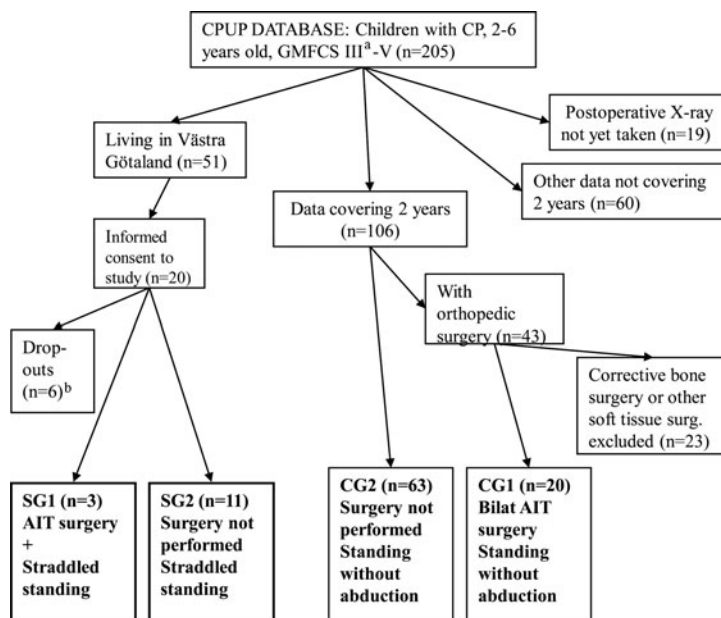 CPUP DATABASE: Children with CP, 2-6
years old, GMFCS IIIa-V (n=205)
Living in Västra
Götaland (n=51)
Postoperative X-ray
not yet taken (n=19)
Other data not covering
2 years (n=60)
Data covering 2 years
(n=106)
Informed
consent to
study (n=20)
With
orthopedic
surgery (n=43)
Drop-
outs
(n=6)b
Corrective bone
surgery or other
soft tissue surg.
excluded (n=23)
SG1 (n=3)
AIT surgery
+
Straddled
standing
SG2 (n=11)
Surgery not
performed
Straddled
standing
CG2 (n=63)
Surgery not
performed
Standing
without
abduction
CG1 (n=20)
Bilat AIT
surgery
Standing
without
abduction